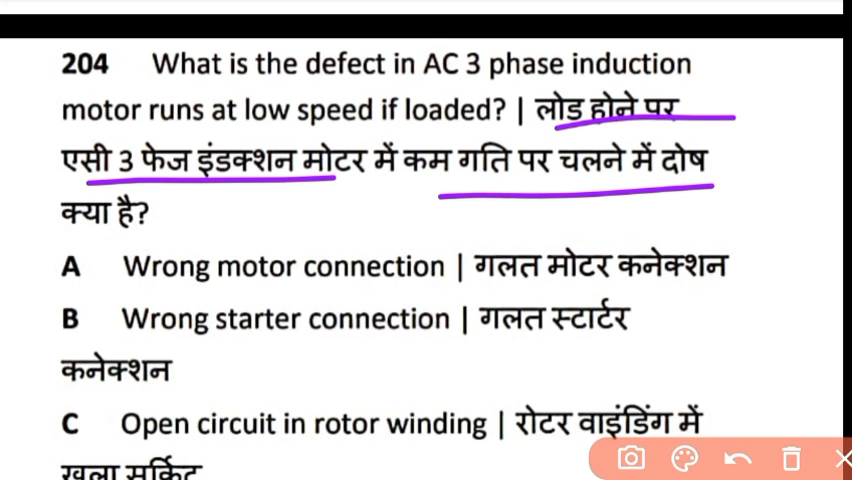 204 What is the defect in AC 3 phase induction
motor runs at low speed if loaded? | लोड होने पर
एसी 3 फेज इंडक्शन मोटर में कम गति पर चलने में दोष
क्या है?
A Wrong motor connection | गलत मोटर कनेक्शन
B Wrong starter connection | गलत स्टार्टर
कनेक्शन
C Open circuit in rotor winding | रोटर वाइंडिंग में
खुला सर्किट